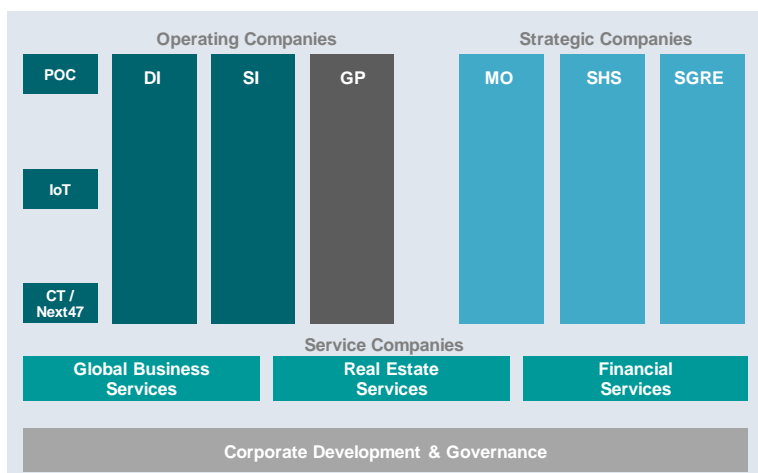 Operating Companies
Strategic Companies
POC
DI
SI
GP
MO
SHS
SGRE
IoT
CT /
Next47
Service Companies
Global Business
Services
Real Estate
Services
Financial
Services
Corporate Development & Governance